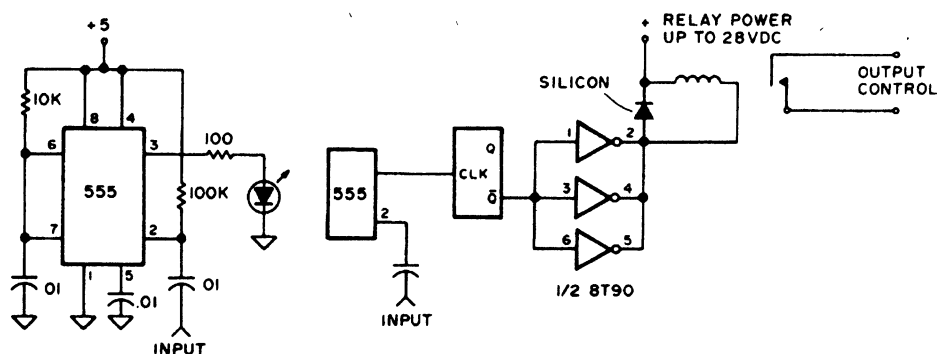 +5
10K
8
4
6
3
100
555
100K
7
2
1
5
01
.01
01
INPUT
555
2
INPUT
Q
CLK
Q̅
1
2
3
4
6
5
1/2 8T90
SILICON
+
RELAY POWER
UP TO 28VDC
OUTPUT
CONTROL